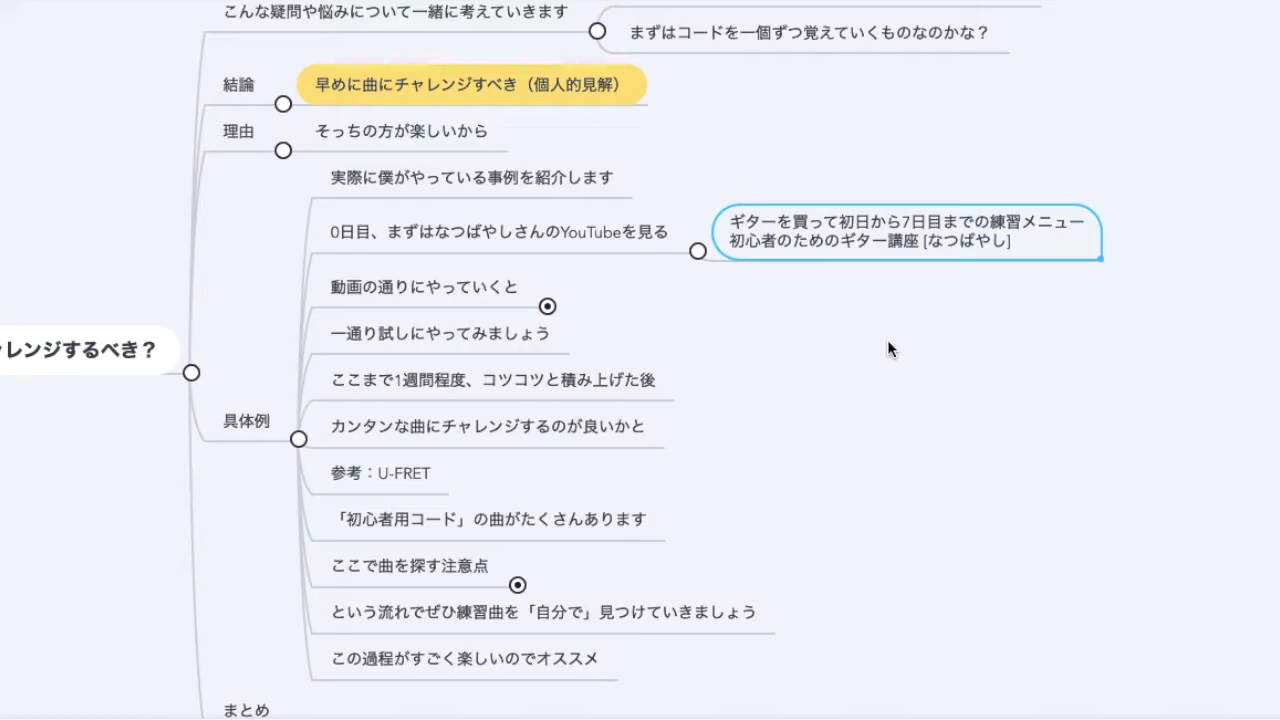 こんな疑問や悩みについて一緒に考えていきます
まずはコードを一個ずつ覚えていくものなのかな？
結論
早めに曲にチャレンジすべき（個人的見解）
理由
そっちの方が楽しいから
実際に僕がやっている事例を紹介します
0日目、まずはなつばやしさんのYouTubeを見る
ギターを買って初日から7日目までの練習メニュー
初心者のためのギター講座 [なつばやし]
動画の通りにやっていくと
一通り試しにやってみましょう
レンジするべき？
ここまで1週間程度、コツコツと積み上げた後
具体例
カンタンな曲にチャレンジするのが良いかと
参考：U-FRET
「初心者用コード」の曲がたくさんあります
ここで曲を探す注意点
という流れでぜひ練習曲を「自分で」見つけていきましょう
この過程がすごく楽しいのでオススメ
まとめ